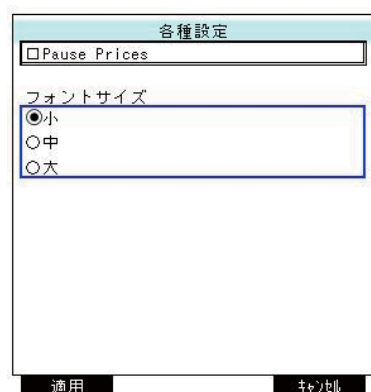 各種設定
□Pause Prices
フォントサイズ
◉小
○中
○大
適用 ｷｬﾝｾﾙ